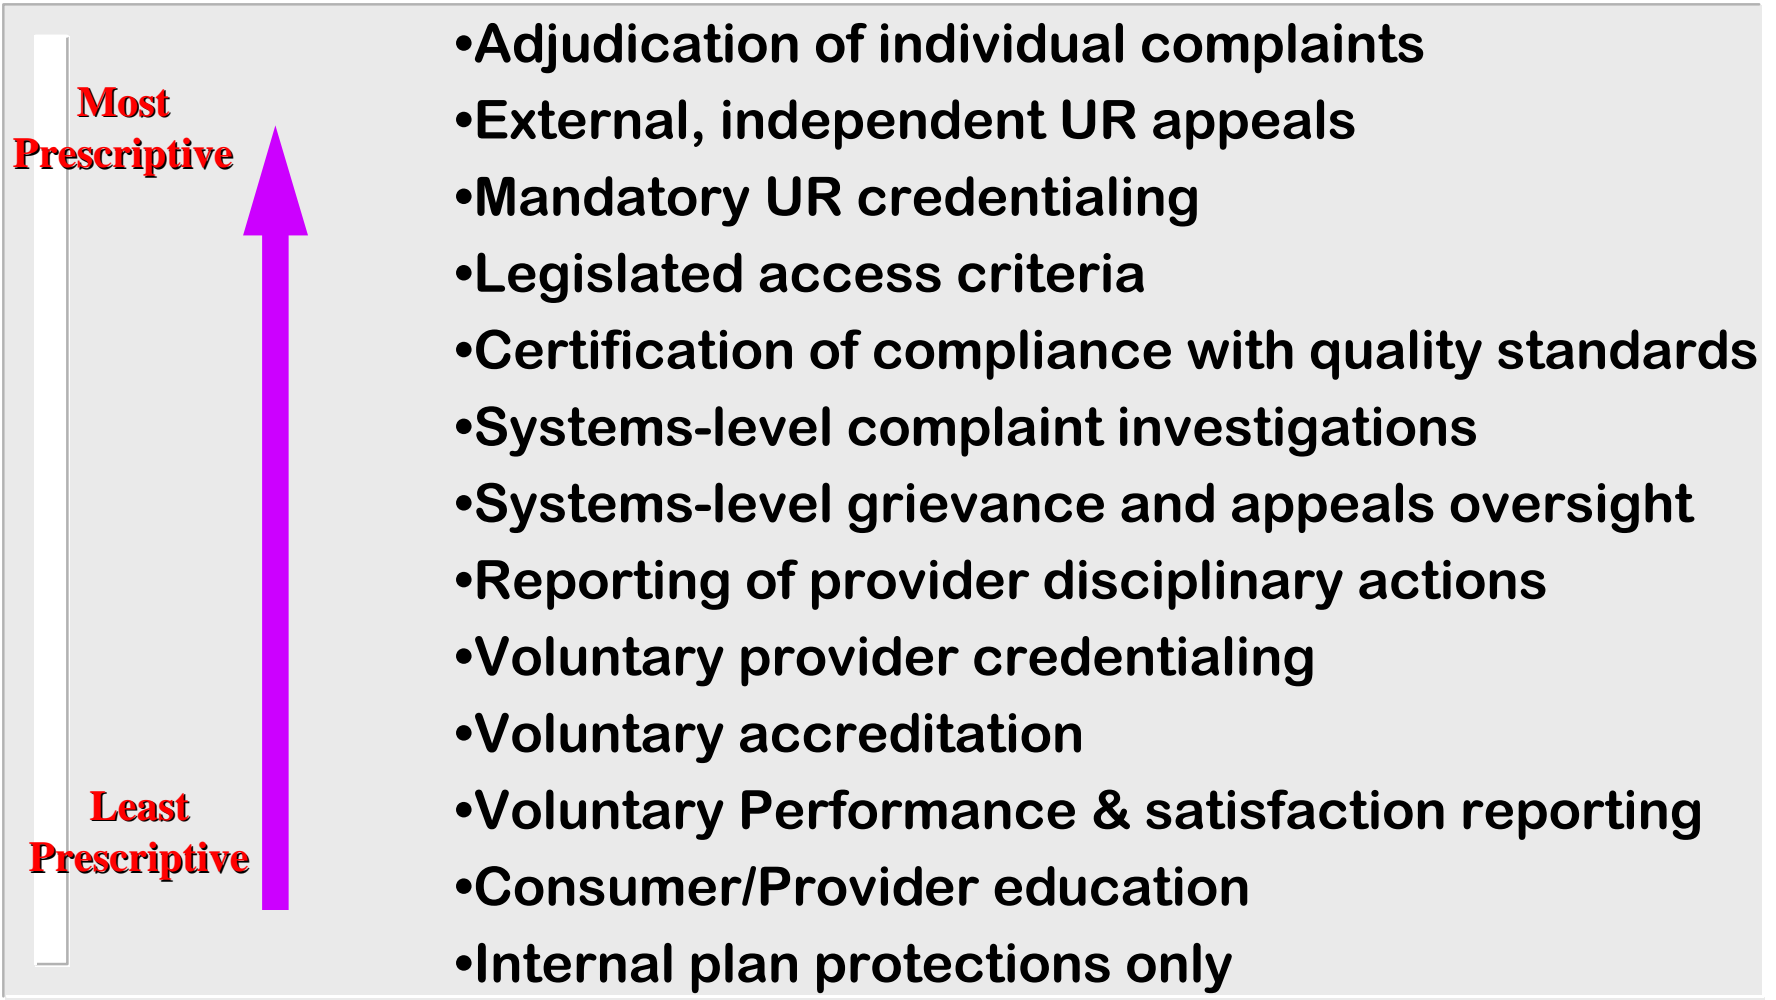 Most
Prescriptive
Least
Prescriptive
•Adjudication of individual complaints
•External, independent UR appeals
•Mandatory UR credentialing
•Legislated access criteria
•Certification of compliance with quality standards
•Systems-level complaint investigations
•Systems-level grievance and appeals oversight
•Reporting of provider disciplinary actions
•Voluntary provider credentialing
•Voluntary accreditation
•Voluntary Performance & satisfaction reporting
•Consumer/Provider education
•Internal plan protections only